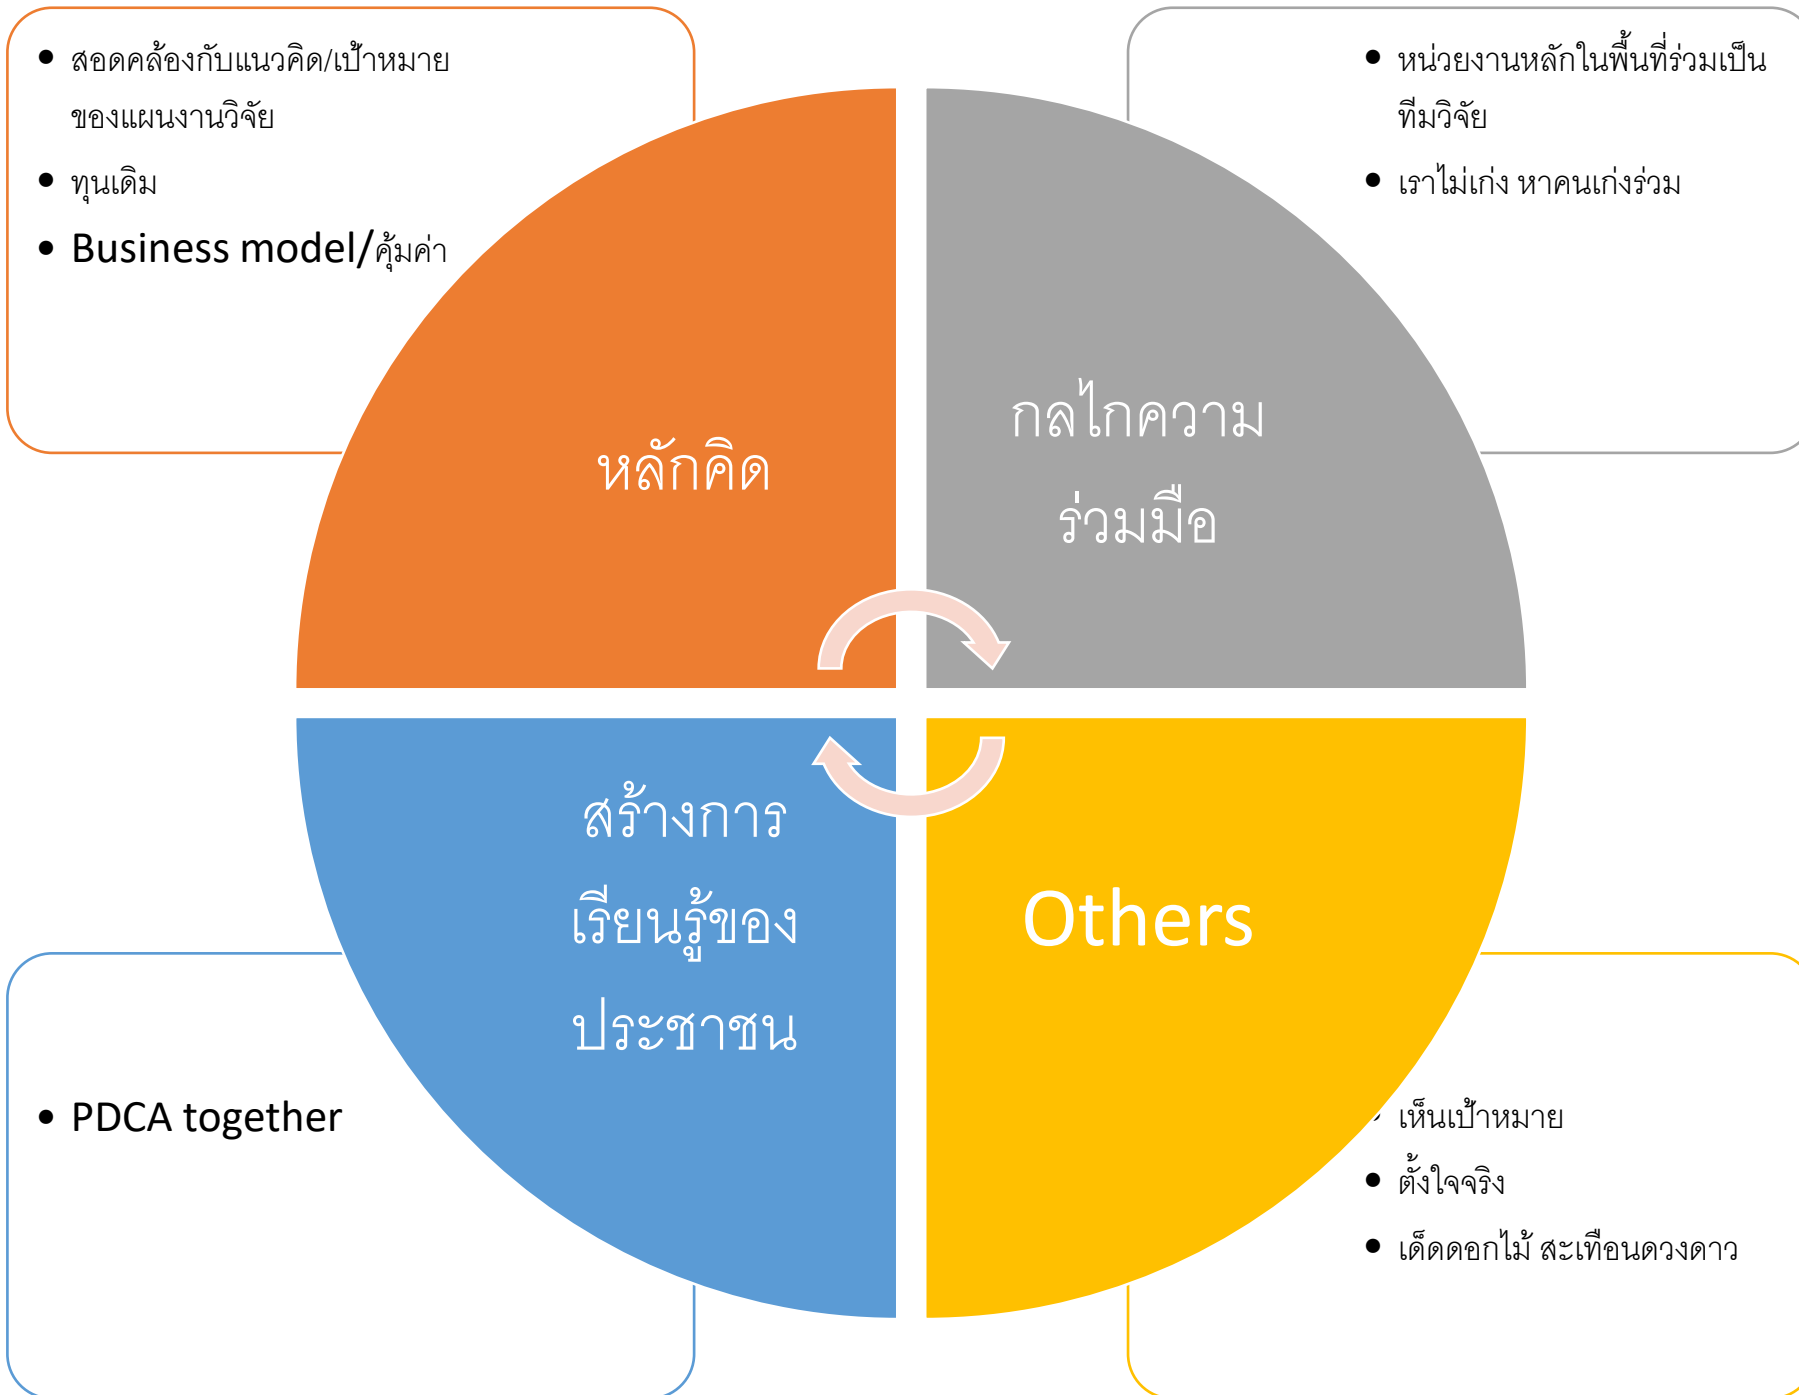 • สอดคล้องกับแนวคิด/เป้าหมาย
ของแผนงานวิจัย
• ทุนเดิม
• Business model/คุ้มค่า
• หน่วยงานหลักในพื้นที่ร่วมเป็น
ทีมวิจัย
• เราไม่เก่ง หาคนเก่งร่วม
หลักคิด
กลไกความ
ร่วมมือ
สร้างการ
เรียนรู้ของ
ประชาชน
Others
• PDCA together
• เห็นเป้าหมาย
• ตั้งใจจริง
• เด็ดดอกไม้ สะเทือนดวงดาว